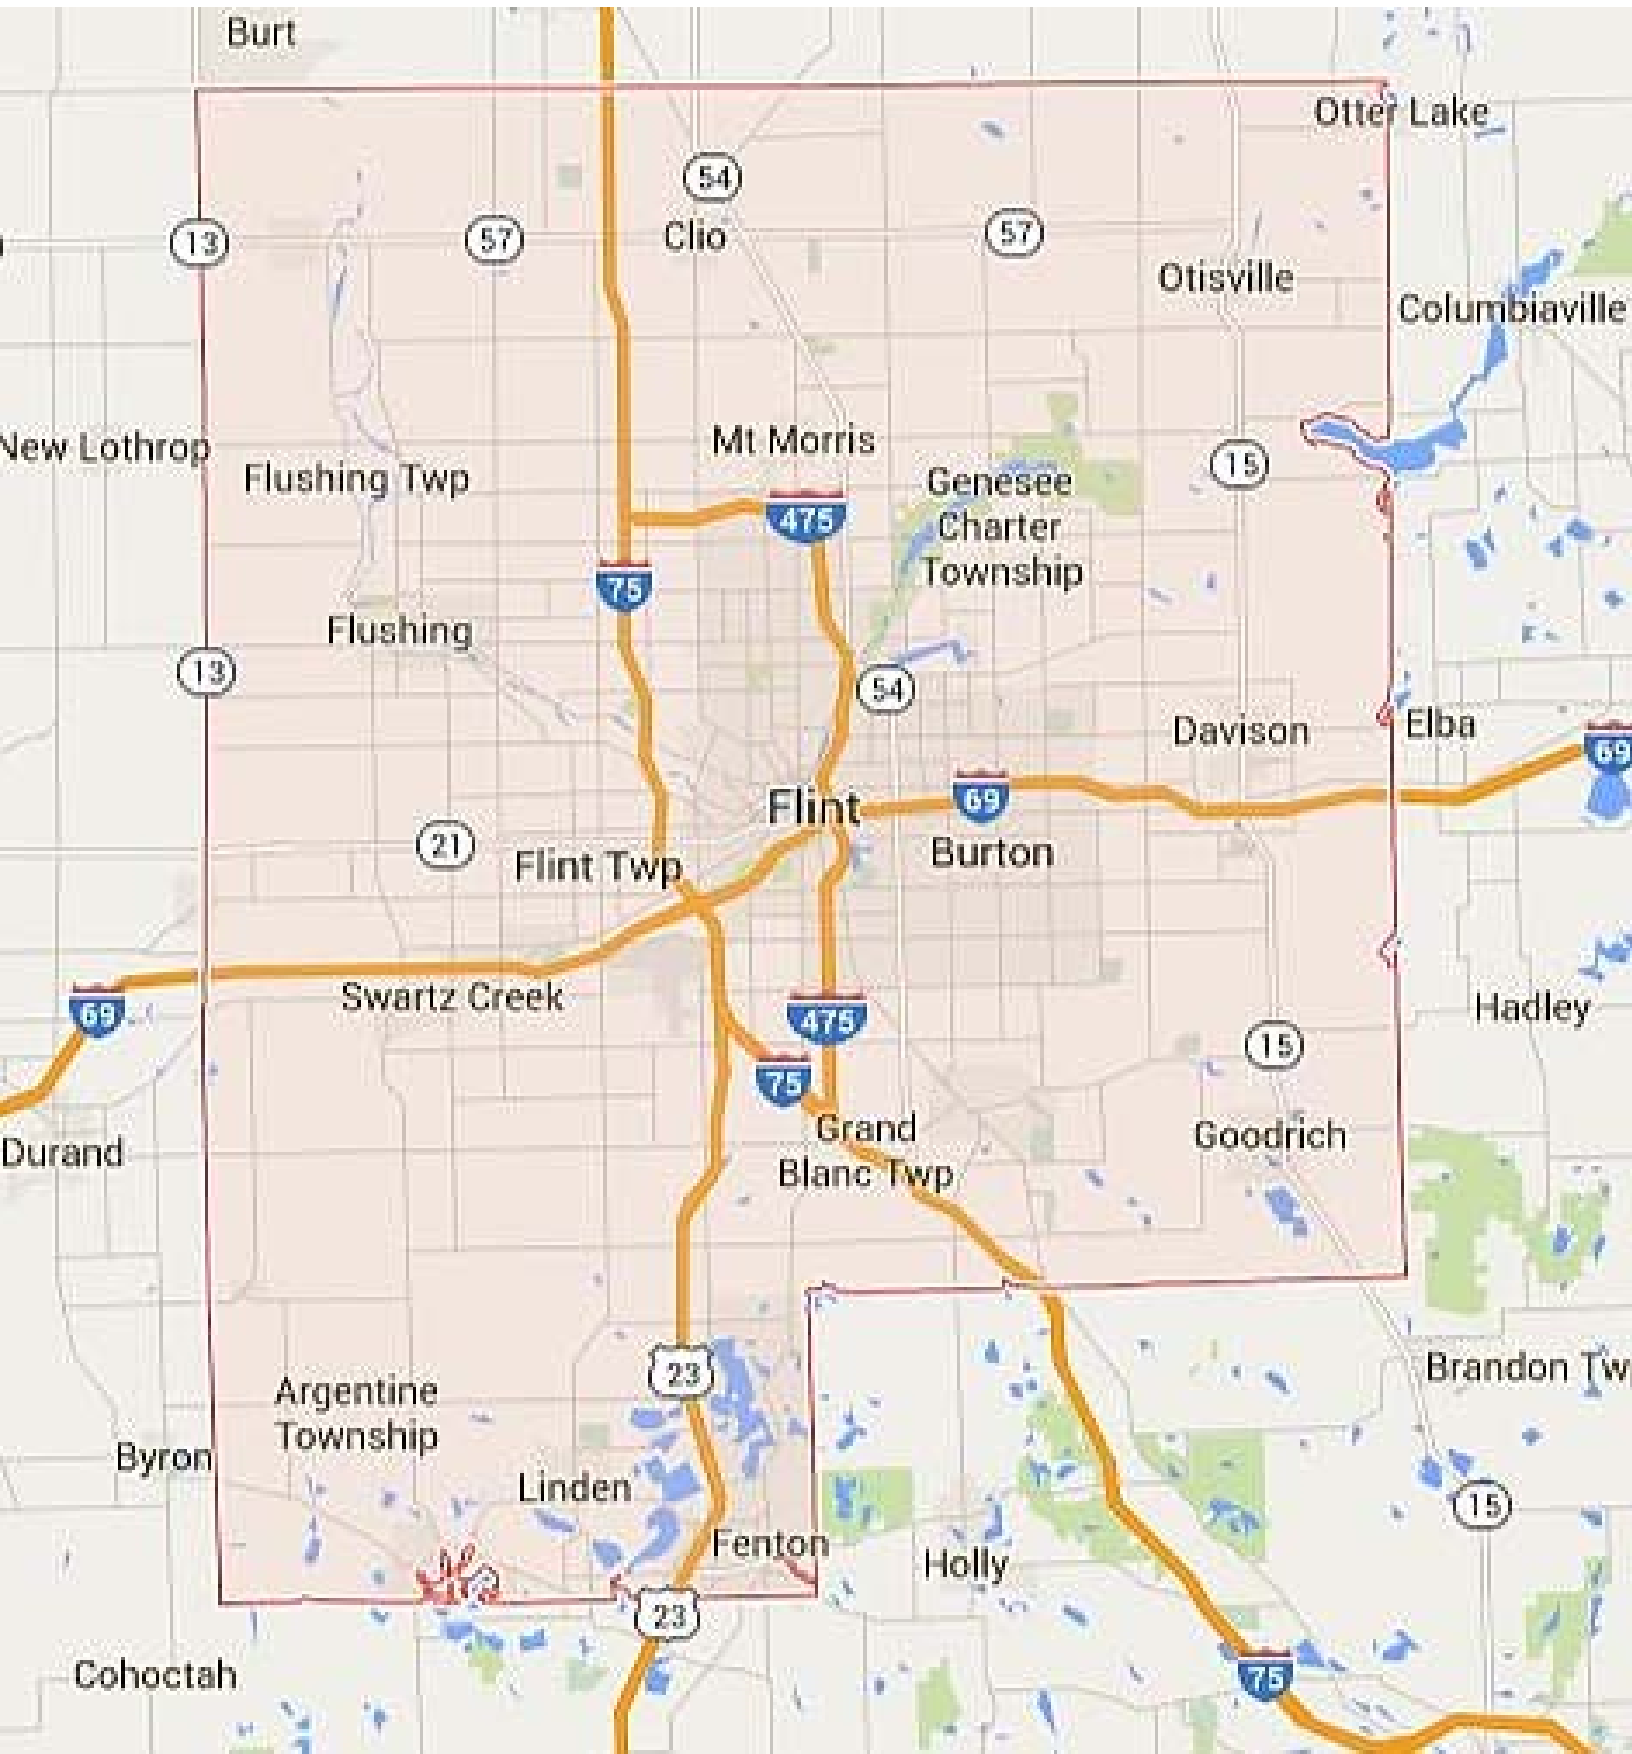 Burt
Otter Lake
54
13
57
Clio
57
Otisville
Columbiaville
New Lothrop
Mt Morris
15
Flushing Twp
Genesee
Charter
Township
475
75
Flushing
13
54
Davison
Elba
69
Flint
69
21
Flint Twp
Burton
Swartz Creek
69
475
Hadley
15
75
Durand
Grand
Blanc Twp
Goodrich
23
Brandon Tw
Argentine
Township
Byron
Linden
15
Fenton
Holly
23
Cohoctah
75